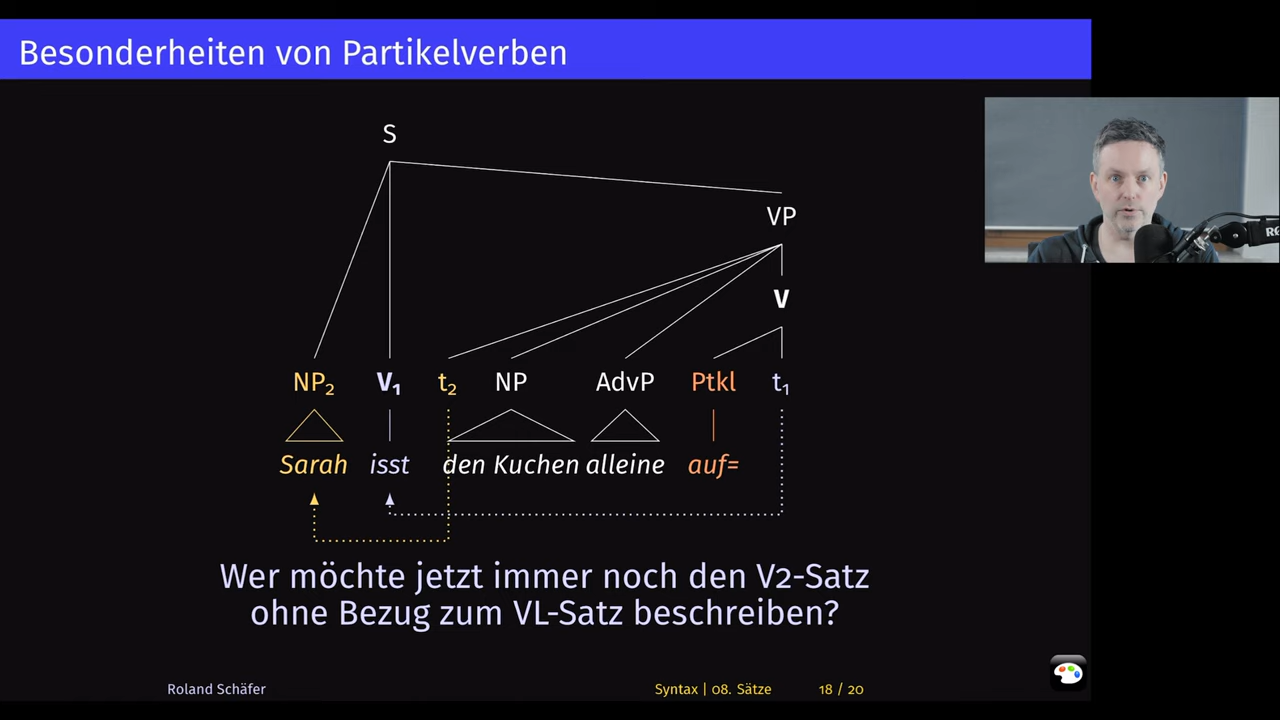 Besonderheiten von Partikelverben
S
VP
V
NP₂ V₁ t₂ NP AdvP Ptkl t₁
Sarah isst den Kuchen alleine auf=
Wer möchte jetzt immer noch den V2-Satz
ohne Bezug zum VL-Satz beschreiben?
Roland Schäfer Syntax | 08. Sätze 18 / 20